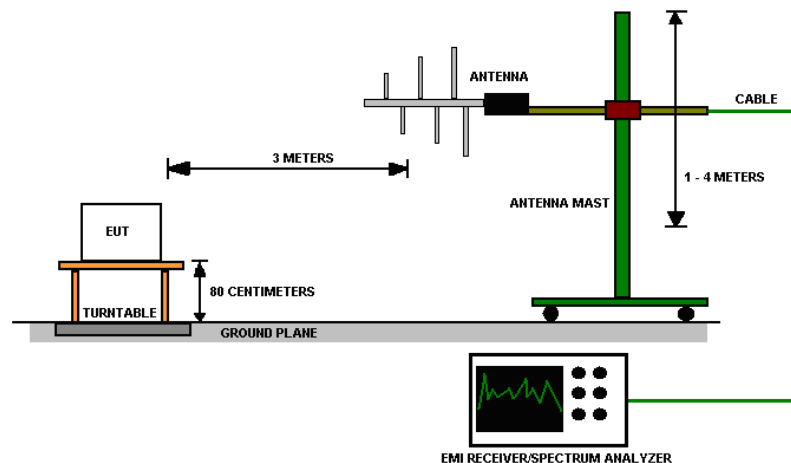 ANTENNA
CABLE
3 METERS
1 - 4 METERS
ANTENNA MAST
EUT
80 CENTIMETERS
TURNTABLE
GROUND PLANE
EMI RECEIVER/SPECTRUM ANALYZER